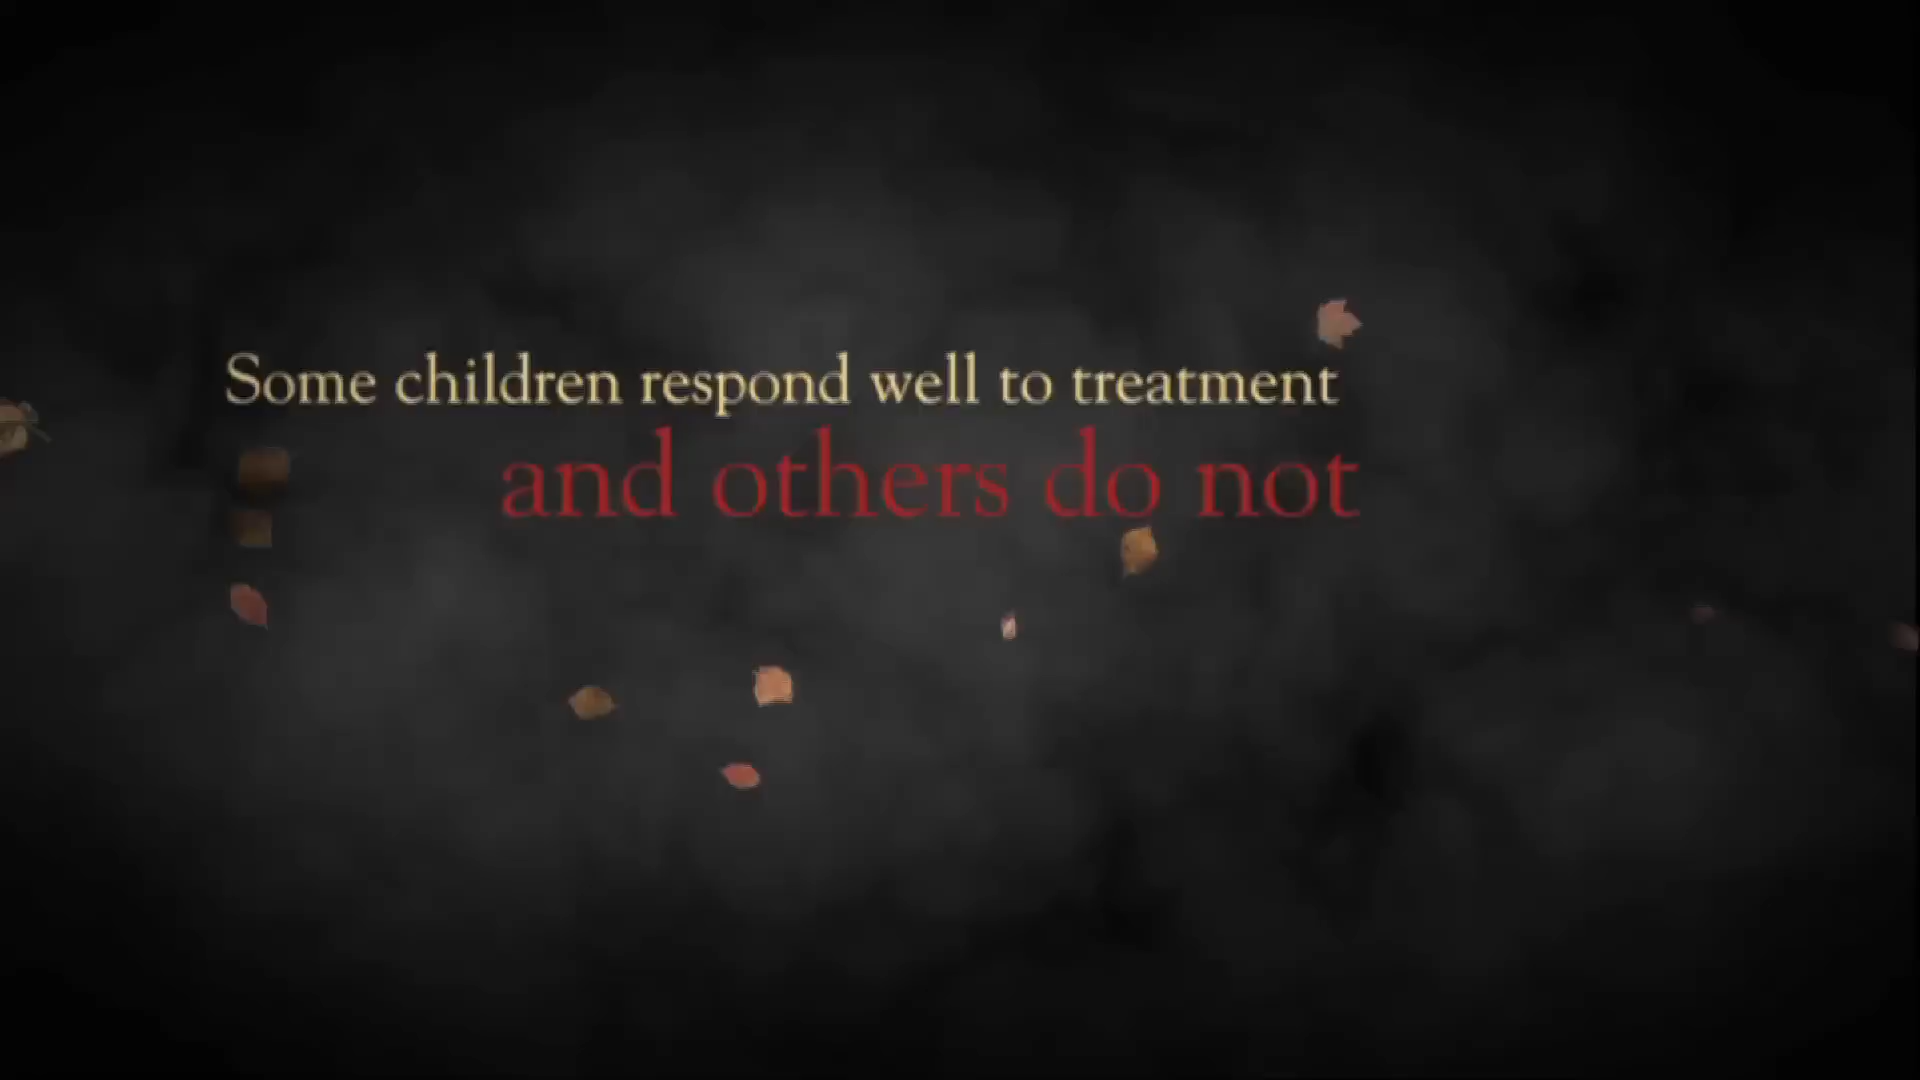 Some children respond well to treatment
and others do not